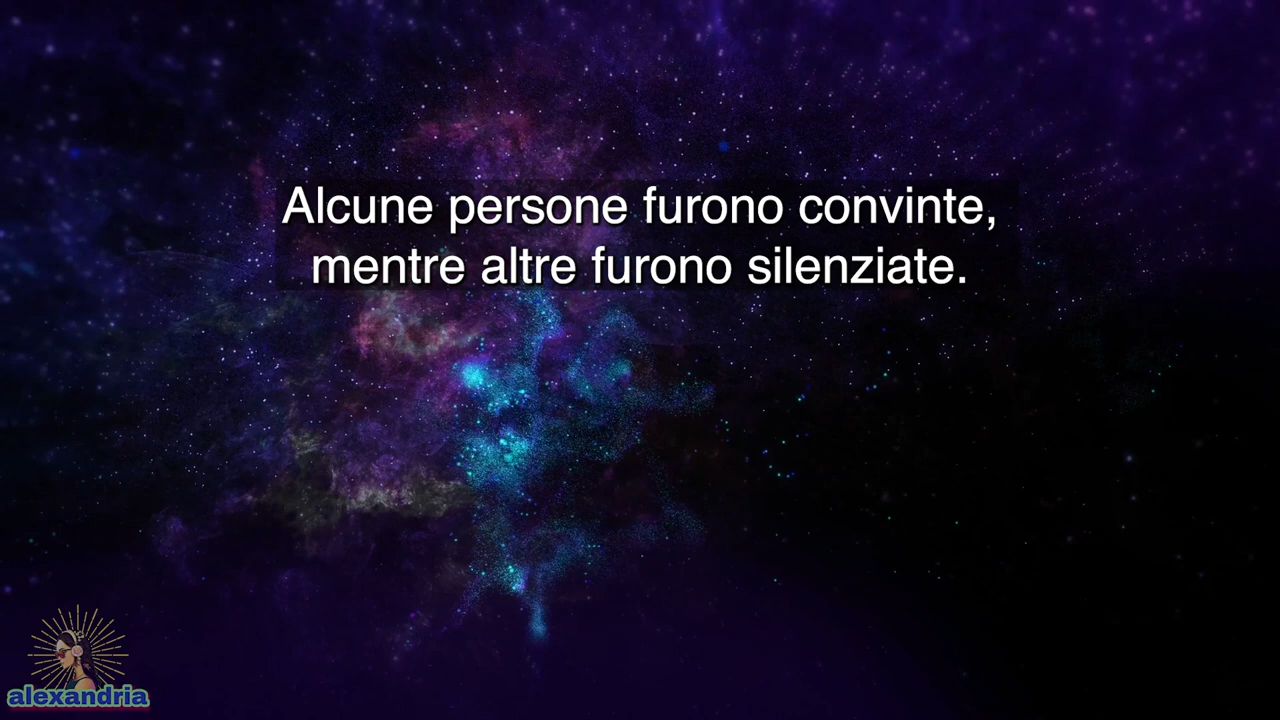 Alcune persone furono convinte,
mentre altre furono silenziate.
alexandria